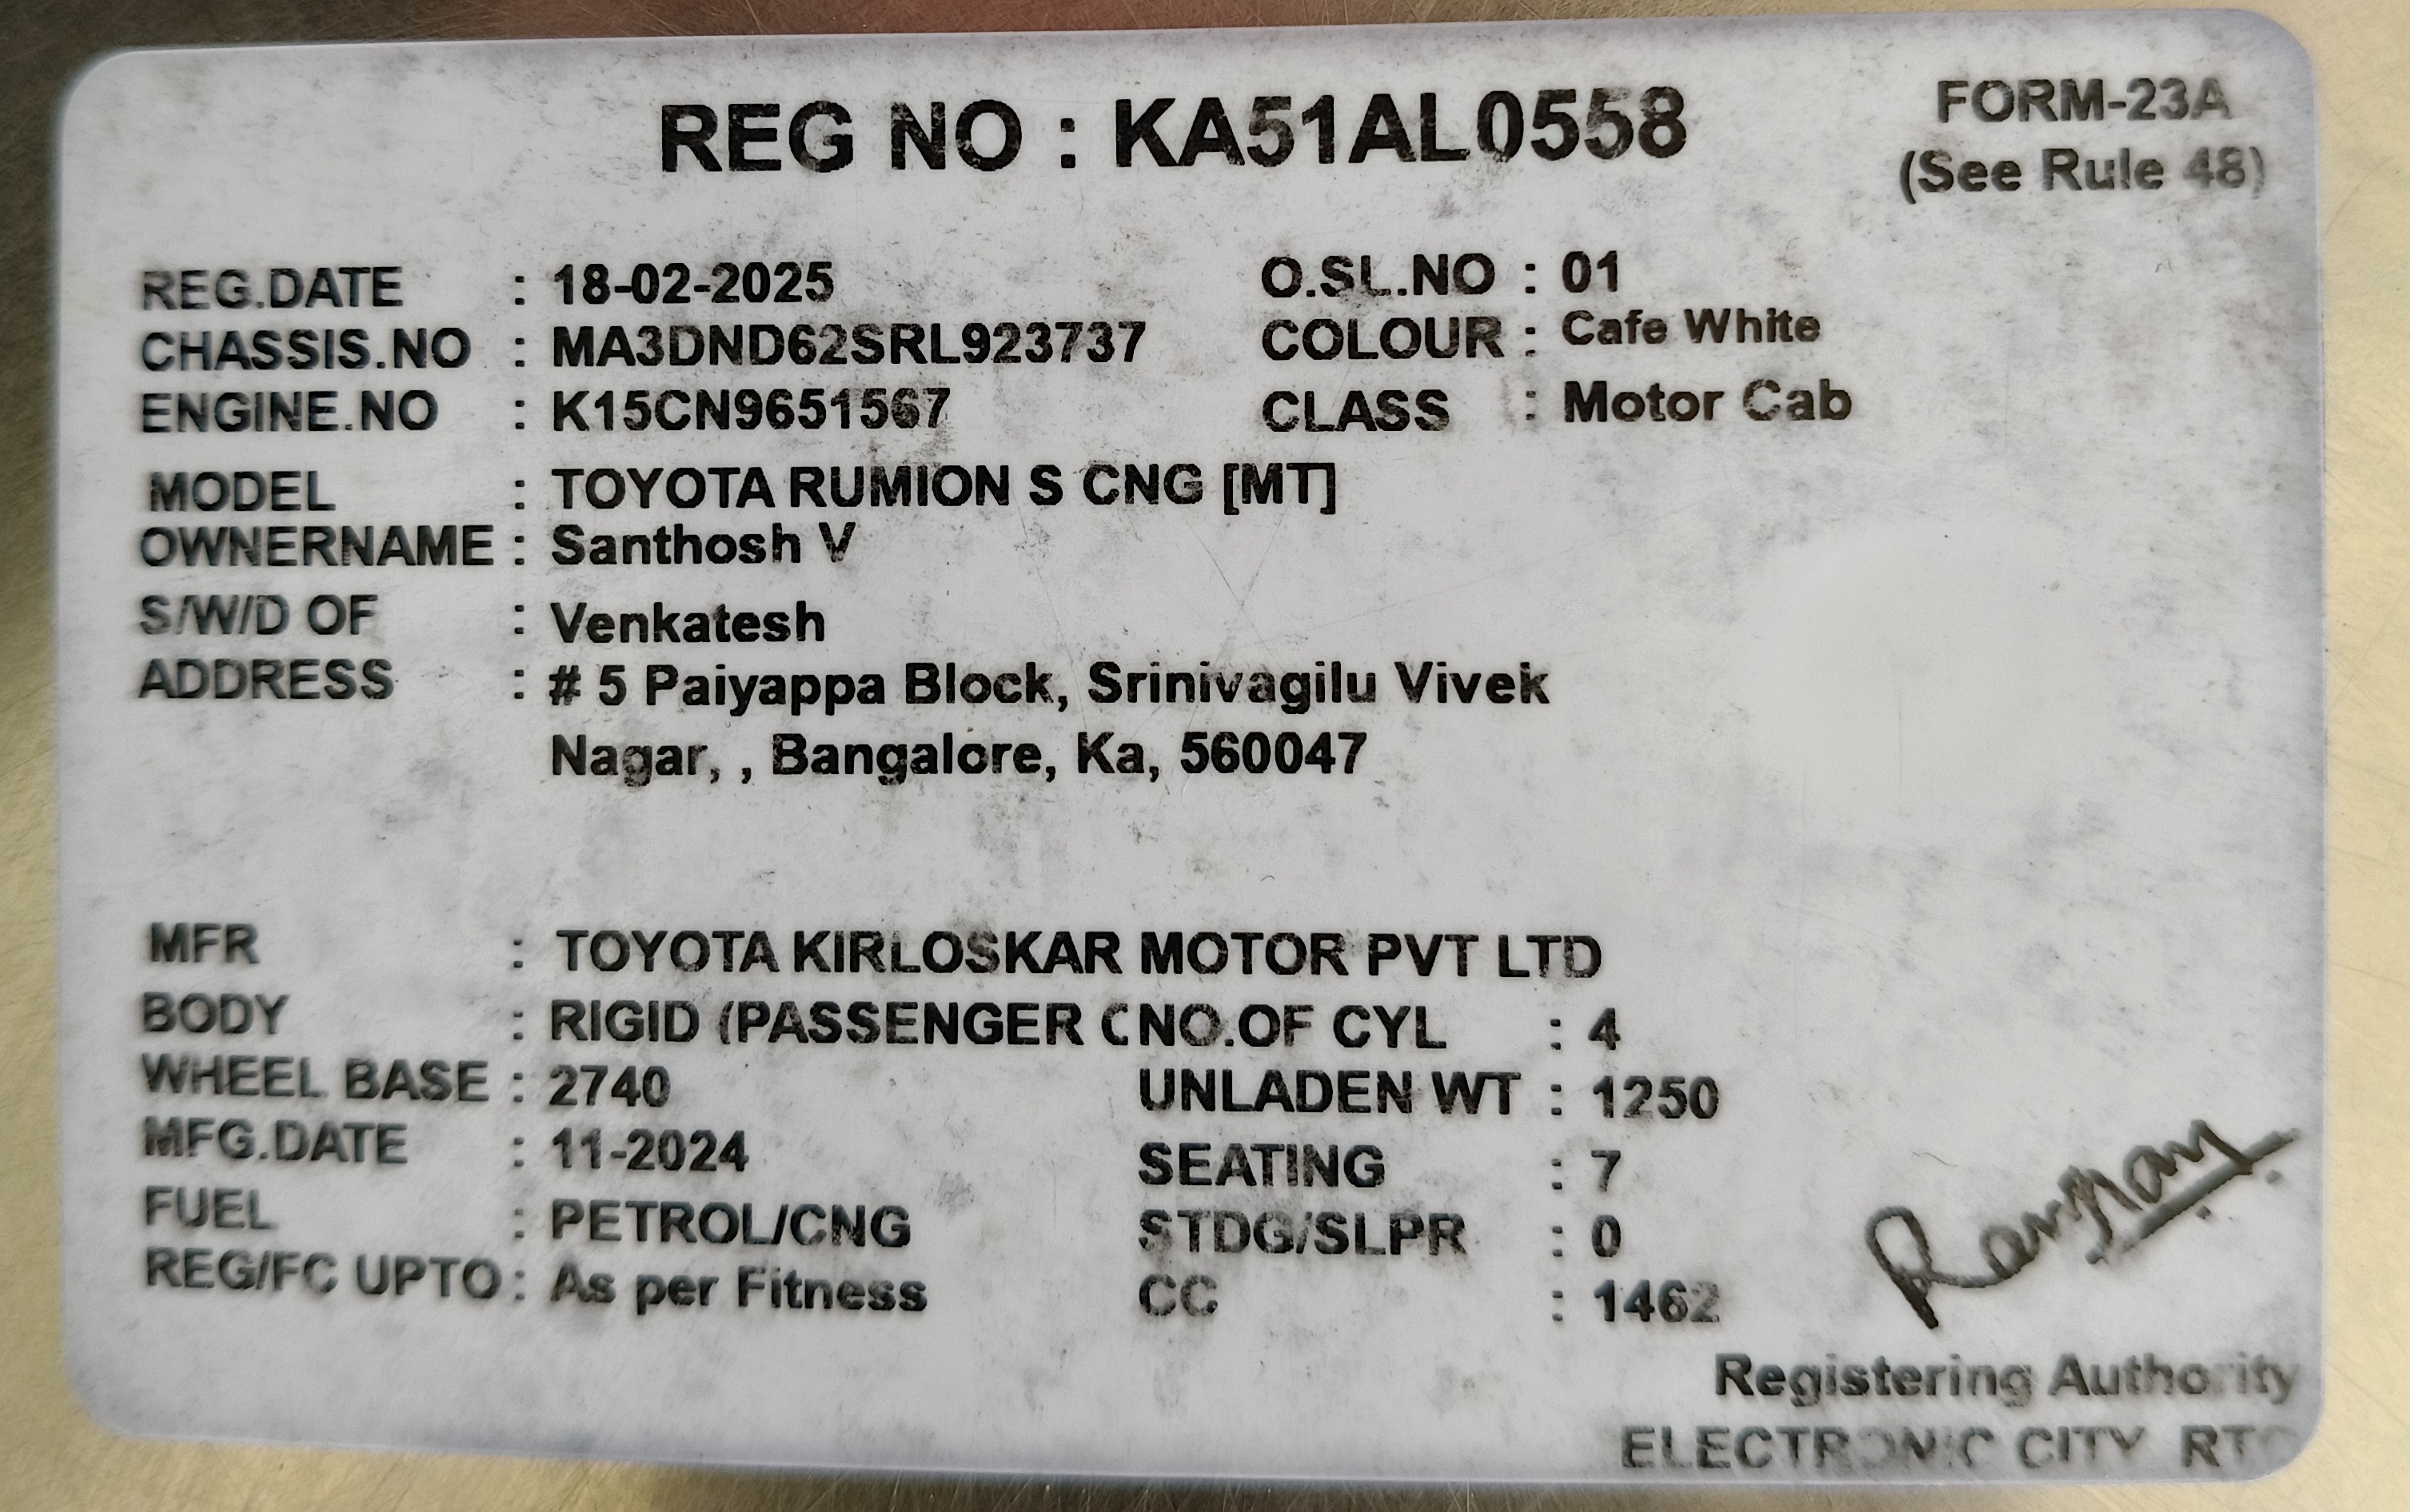 REG NO : KA51AL0558
FORM-23A
(See Rule 48)
REG.DATE : 18-02-2025 O.SL.NO : 01
CHASSIS.NO : MA3DND62SRL923737 COLOUR : Cafe White
ENGINE.NO : K15CN9651567 CLASS : Motor Cab
MODEL : TOYOTA RUMION S CNG [MT]
OWNERNAME : Santhosh V
S/W/D OF : Venkatesh
ADDRESS : # 5 Paiyappa Block, Srinivagilu Vivek
Nagar, , Bangalore, Ka, 560047
MFR : TOYOTA KIRLOSKAR MOTOR PVT LTD
BODY : RIGID (PASSENGER C NO.OF CYL : 4
WHEEL BASE : 2740 UNLADEN WT : 1250
MFG.DATE : 11-2024 SEATING : 7
FUEL : PETROL/CNG STDG/SLPR : 0
REG/FC UPTO : As per Fitness CC : 1462
Registering Authority
ELECTRONIC CITY RTO